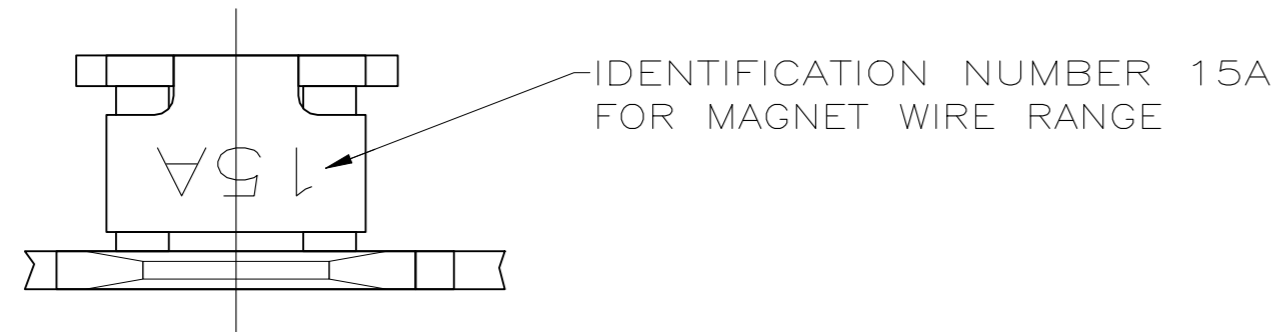 IDENTIFICATION NUMBER 15A
FOR MAGNET WIRE RANGE
15A